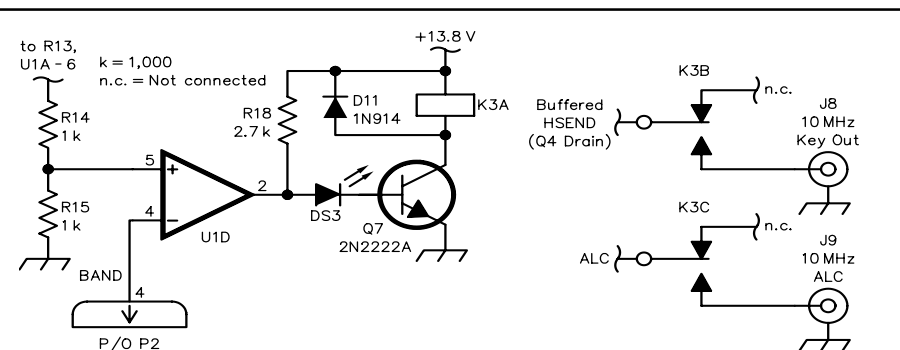 to R13,
U1A-6
k = 1,000
n.c. = Not connected
R14
1 k
R15
1 k
5
+
4
−
2
U1D
BAND
4
P/O P2
R18
2.7 k
D11
1N914
+13.8 V
K3A
DS3
Q7
2N2222A
Buffered
HSEND
(Q4 Drain)
K3B
n.c.
J8
10 MHz
Key Out
ALC
K3C
n.c.
J9
10 MHz
ALC